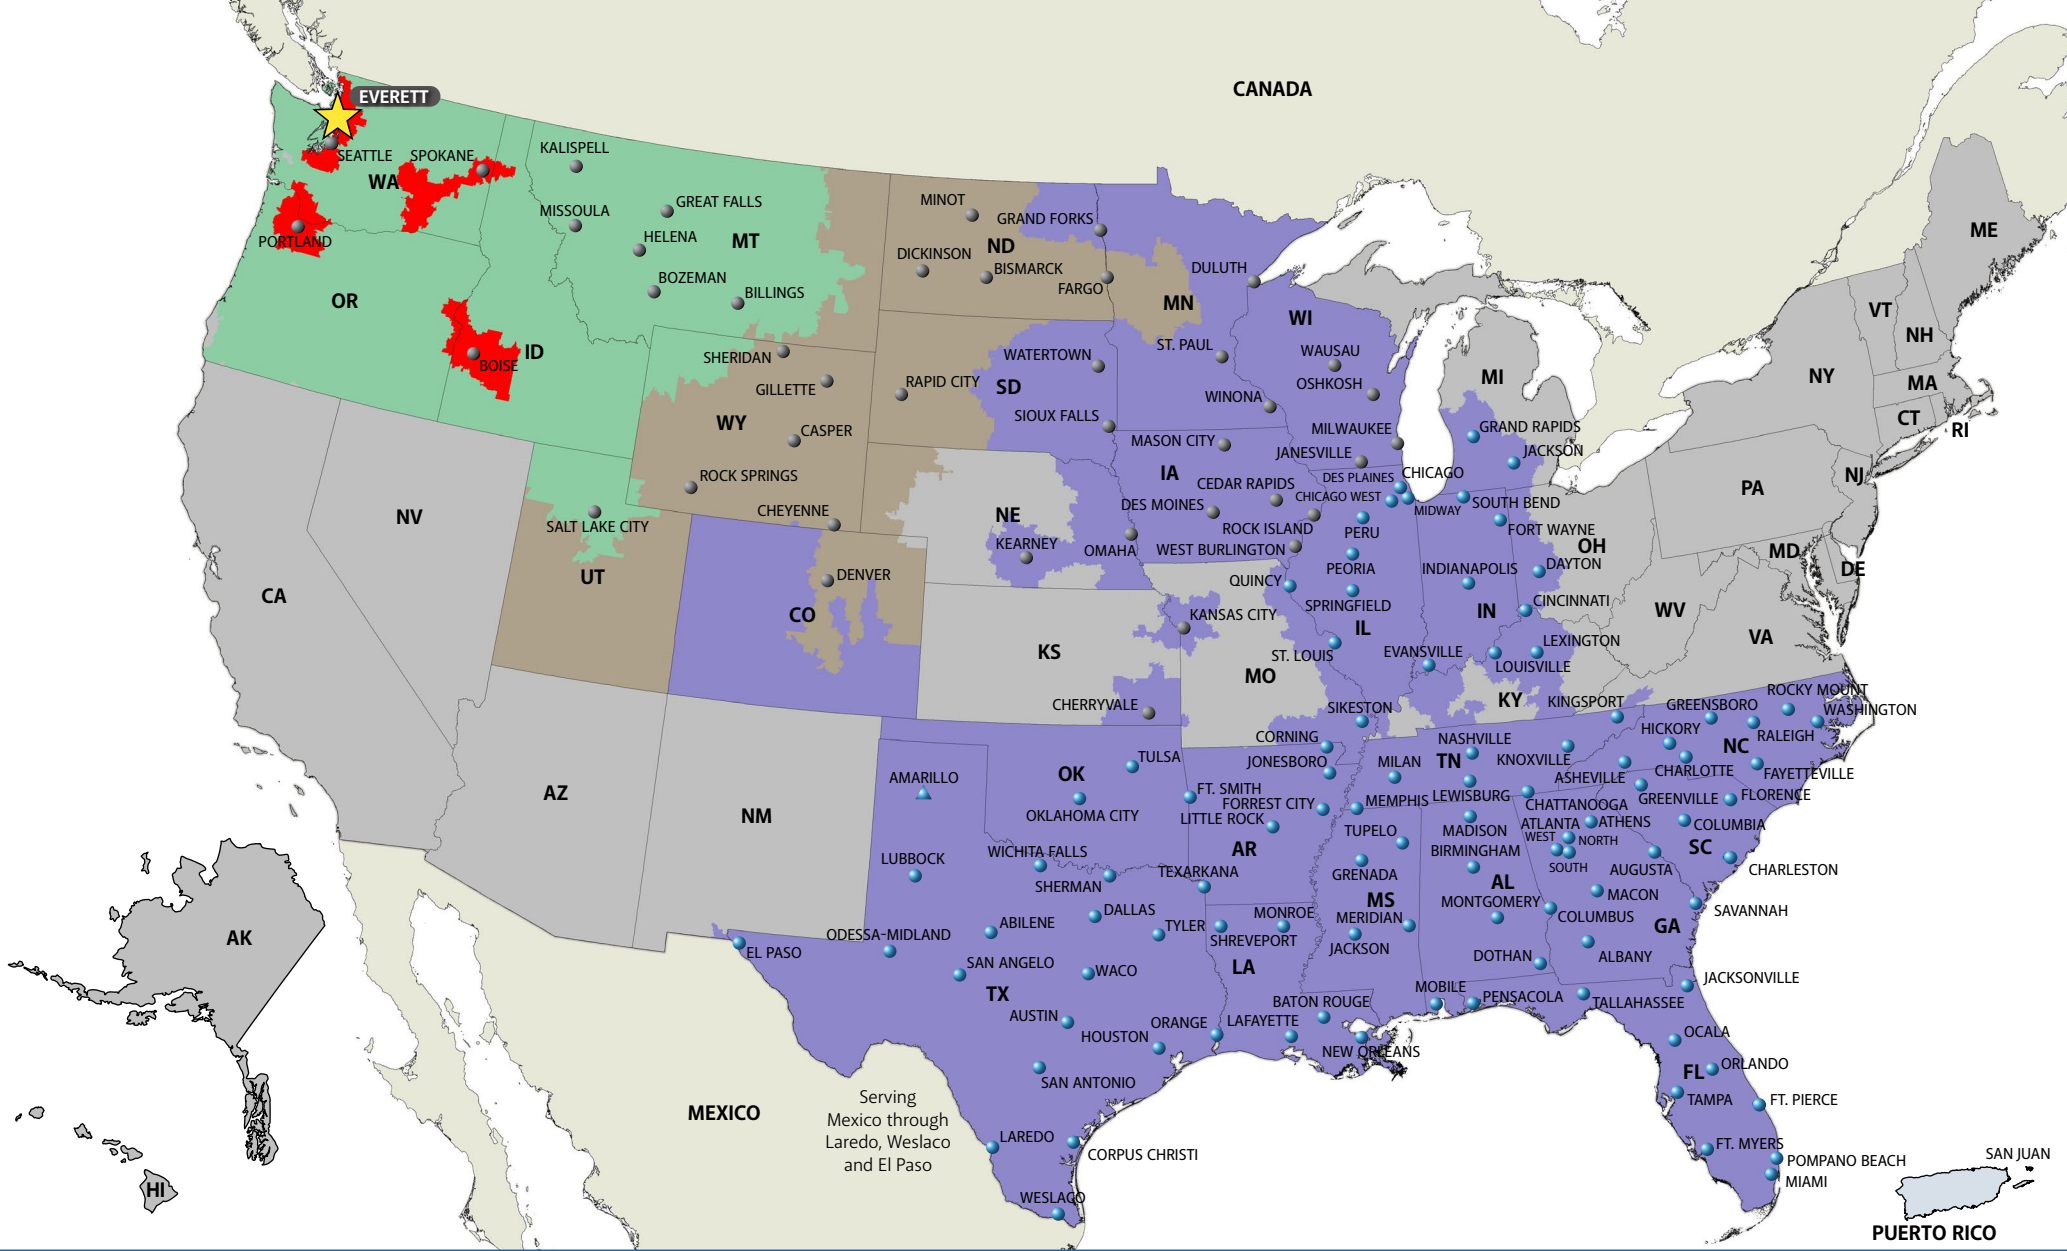 CANADA
EVERETT
SEATTLE
SPOKANE
WA
PORTLAND
OR
BOISE
ID
KALISPELL
MISSOULA
GREAT FALLS
HELENA
MT
BOZEMAN
BILLINGS
MINOT
GRAND FORKS
ND
DICKINSON
BISMARCK
FARGO
MN
DULUTH
ST. PAUL
WINONA
WI
WAUSAU
OSHKOSH
MILWAUKEE
JANESVILLE
MI
GRAND RAPIDS
JACKSON
ME
VT
NH
NY
MA
CT
RI
NJ
PA
MD
DE
WV
VA
SHERIDAN
GILLETTE
WY
CASPER
ROCK SPRINGS
CHEYENNE
WATERTOWN
RAPID CITY
SD
SIOUX FALLS
MASON CITY
IA
CEDAR RAPIDS
DES MOINES
ROCK ISLAND
WEST BURLINGTON
DES PLAINES
CHICAGO
CHICAGO WEST
MIDWAY
SOUTH BEND
FORT WAYNE
OH
DAYTON
PERU
PEORIA
INDIANAPOLIS
CINCINNATI
QUINCY
SPRINGFIELD
IN
IL
LEXINGTON
ST. LOUIS
EVANSVILLE
LOUISVILLE
KY
NE
KEARNEY
OMAHA
NV
SALT LAKE CITY
UT
CA
DENVER
CO
KS
KANSAS CITY
MO
CHERRYVALE
SIKESTON
CORNING
JONESBORO
KINGSPORT
GREENSBORO
ROCKY MOUNT
WASHINGTON
HICKORY
NC
RALEIGH
NASHVILLE
TN
KNOXVILLE
MILAN
ASHEVILLE
CHARLOTTE
FAYETTEVILLE
MEMPHIS
LEWISBURG
CHATTANOOGA
GREENVILLE
FLORENCE
AZ
NM
AMARILLO
OK
TULSA
OKLAHOMA CITY
FT. SMITH
FORREST CITY
LITTLE ROCK
AR
TUPELO
MADISON
BIRMINGHAM
ATLANTA
ATHENS
WEST
NORTH
SOUTH
COLUMBIA
SC
AUGUSTA
CHARLESTON
LUBBOCK
WICHITA FALLS
SHERMAN
TEXARKANA
GRENADA
MS
AL
MACON
MONTGOMERY
COLUMBUS
SAVANNAH
GA
DALLAS
MONROE
MERIDIAN
ABILENE
TYLER
SHREVEPORT
JACKSON
ODESSA-MIDLAND
EL PASO
SAN ANGELO
WACO
LA
DOTHAN
ALBANY
TX
JACKSONVILLE
MOBILE
PENSACOLA
TALLAHASSEE
BATON ROUGE
AUSTIN
ORANGE
LAFAYETTE
HOUSTON
NEW ORLEANS
OCALA
FL
ORLANDO
SAN ANTONIO
TAMPA
FT. PIERCE
MEXICO
Serving
Mexico through
Laredo, Weslaco
and El Paso
LAREDO
CORPUS CHRISTI
WESLACO
FT. MYERS
POMPANO BEACH
MIAMI
SAN JUAN
PUERTO RICO
AK
HI